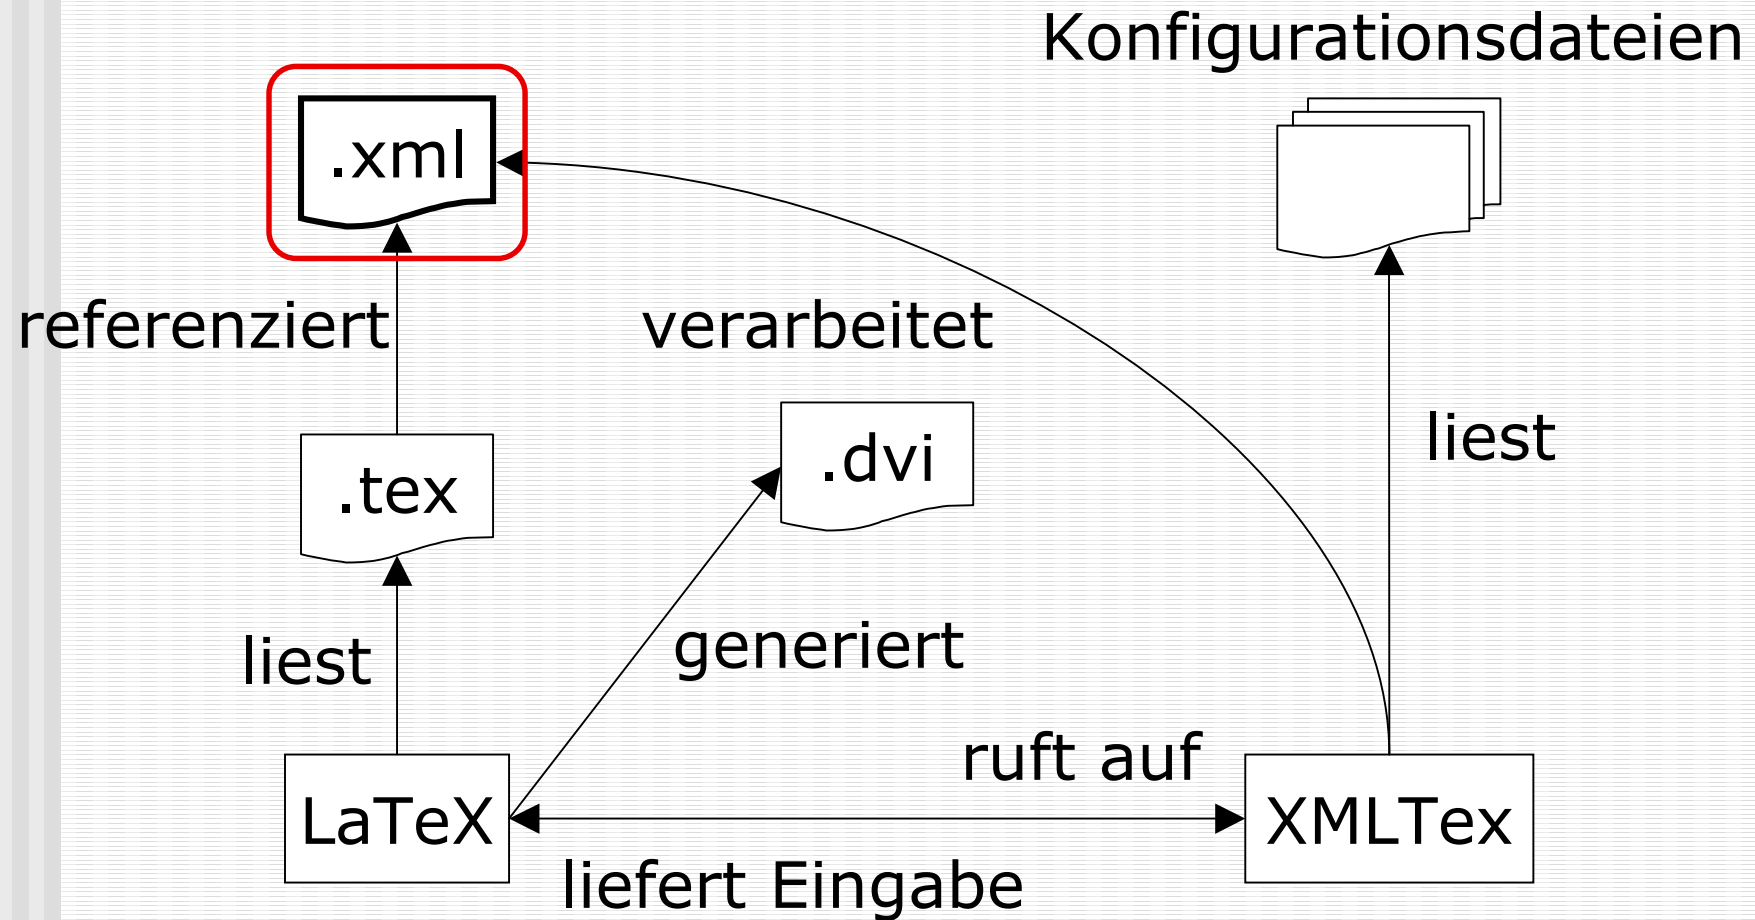 Konfigurationsdateien
.xml
referenziert
verarbeitet
liest
.dvi
.tex
generiert
liest
ruft auf
LaTeX
XMLTex
liefert Eingabe